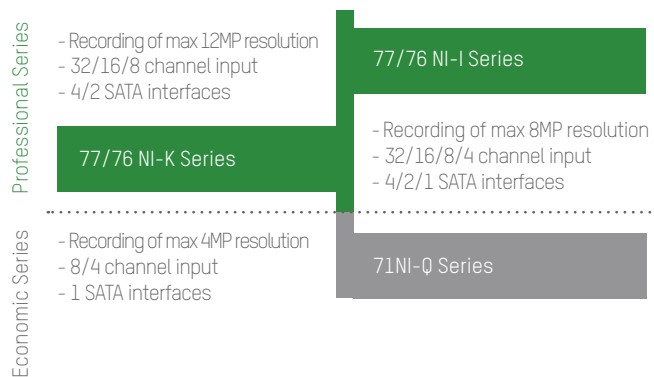 Professional Series
- Recording of max 12MP resolution
- 32/16/8 channel input
- 4/2 SATA interfaces
77/76 NI-I Series
77/76 NI-K Series
- Recording of max 8MP resolution
- 32/16/8/4 channel input
- 4/2/1 SATA interfaces
Economic Series
- Recording of max 4MP resolution
- 8/4 channel input
- 1 SATA interfaces
71NI-Q Series